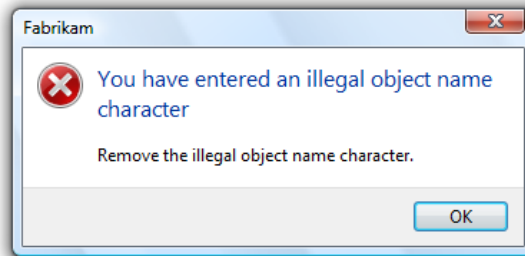 Fabrikam
You have entered an illegal object name
character
Remove the illegal object name character.
OK